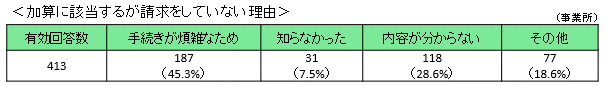 ＜加算に該当するが請求をしていない理由＞
（事業所）
有効回答数 手続きが煩雑なため 知らなかった 内容が分からない その他
413 187 31 118 77
（45.3%） （7.5%） （28.6%） （18.6%）